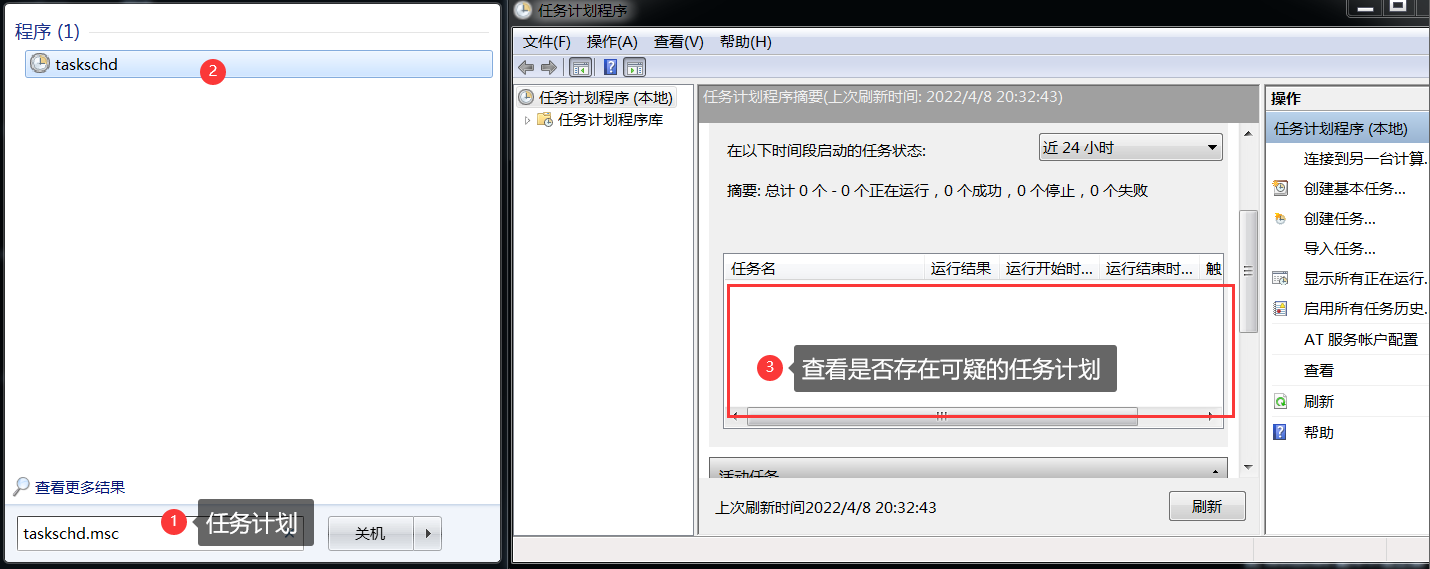 程序 (1)
taskschd
2
查看更多结果
taskschd.msc
1
任务计划
关机
任务计划程序
文件(F) 操作(A) 查看(V) 帮助(H)
任务计划程序 (本地)
任务计划程序库
任务计划程序摘要(上次刷新时间: 2022/4/8 20:32:43)
在以下时间段启动的任务状态:
近 24 小时
摘要: 总计 0 个 - 0 个正在运行，0 个成功，0 个停止，0 个失败
任务名 运行结果 运行开始时... 运行结束时... 触
3
查看是否存在可疑的任务计划
活动任务
上次刷新时间2022/4/8 20:32:43
刷新
操作
任务计划程序 (本地)
连接到另一台计算.
创建基本任务...
创建任务...
导入任务...
显示所有正在运行.
启用所有任务历史.
AT 服务帐户配置
查看
刷新
帮助